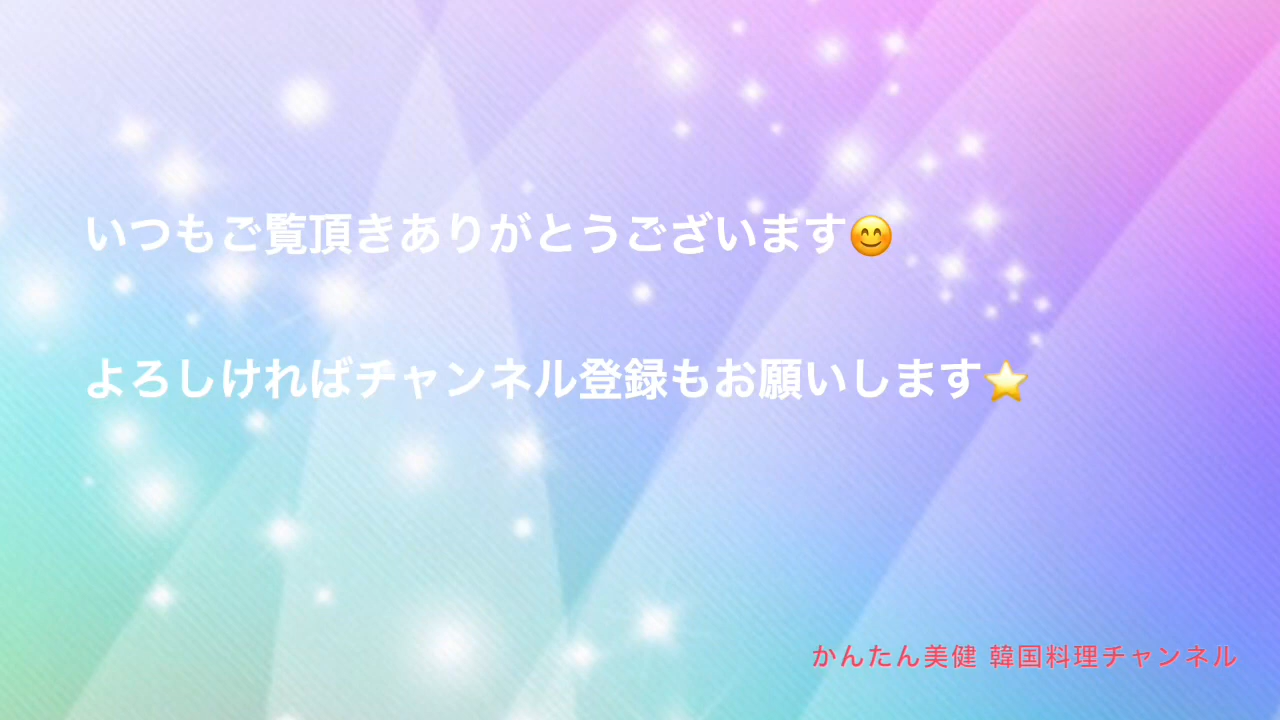 いつもご覧頂きありがとうございます😊
よろしければチャンネル登録もお願いします⭐
かんたん美健 韓国料理チャンネル